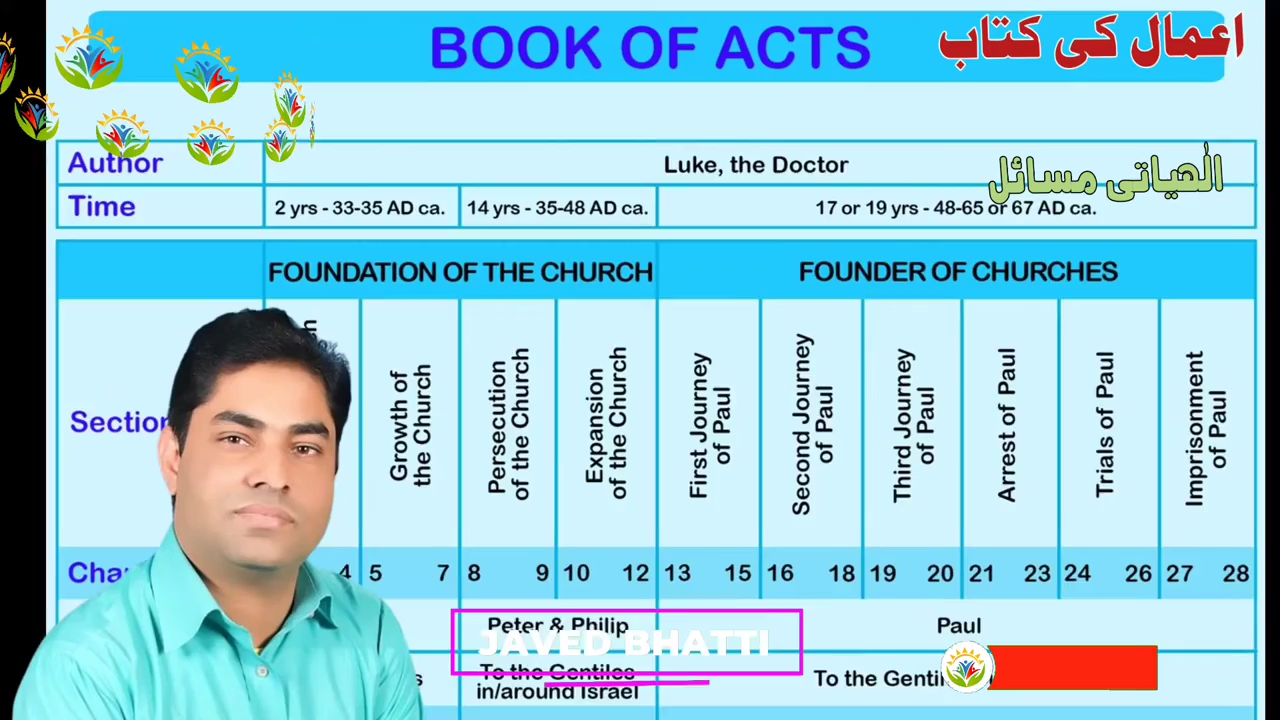 BOOK OF ACTS
اعمال کی کتاب
Author
Luke, the Doctor
الٰھیاتی مسائل
Time
2 yrs - 33-35 AD ca.
14 yrs - 35-48 AD ca.
17 or 19 yrs - 48-65 or 67 AD ca.
FOUNDATION OF THE CHURCH
FOUNDER OF CHURCHES
Section
Growth of
the Church
Persecution
of the Church
Expansion
of the Church
First Journey
of Paul
Second Journey
of Paul
Third Journey
of Paul
Arrest of Paul
Trials of Paul
Imprisonment
of Paul
4 5 7 8 9 10 12 13 15 16 18 19 20 21 23 24 26 27 28
Peter & Philip
Paul
JAVED BHATTI
To the Gentiles
in/around Israel
To the